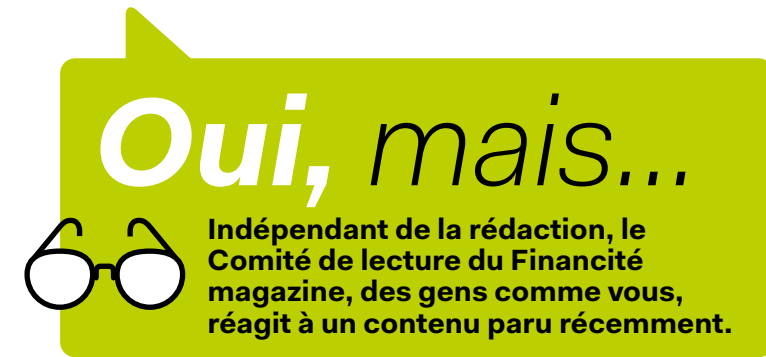 Oui, mais...
Indépendant de la rédaction, le
Comité de lecture du Financité
magazine, des gens comme vous,
réagit à un contenu paru récemment.